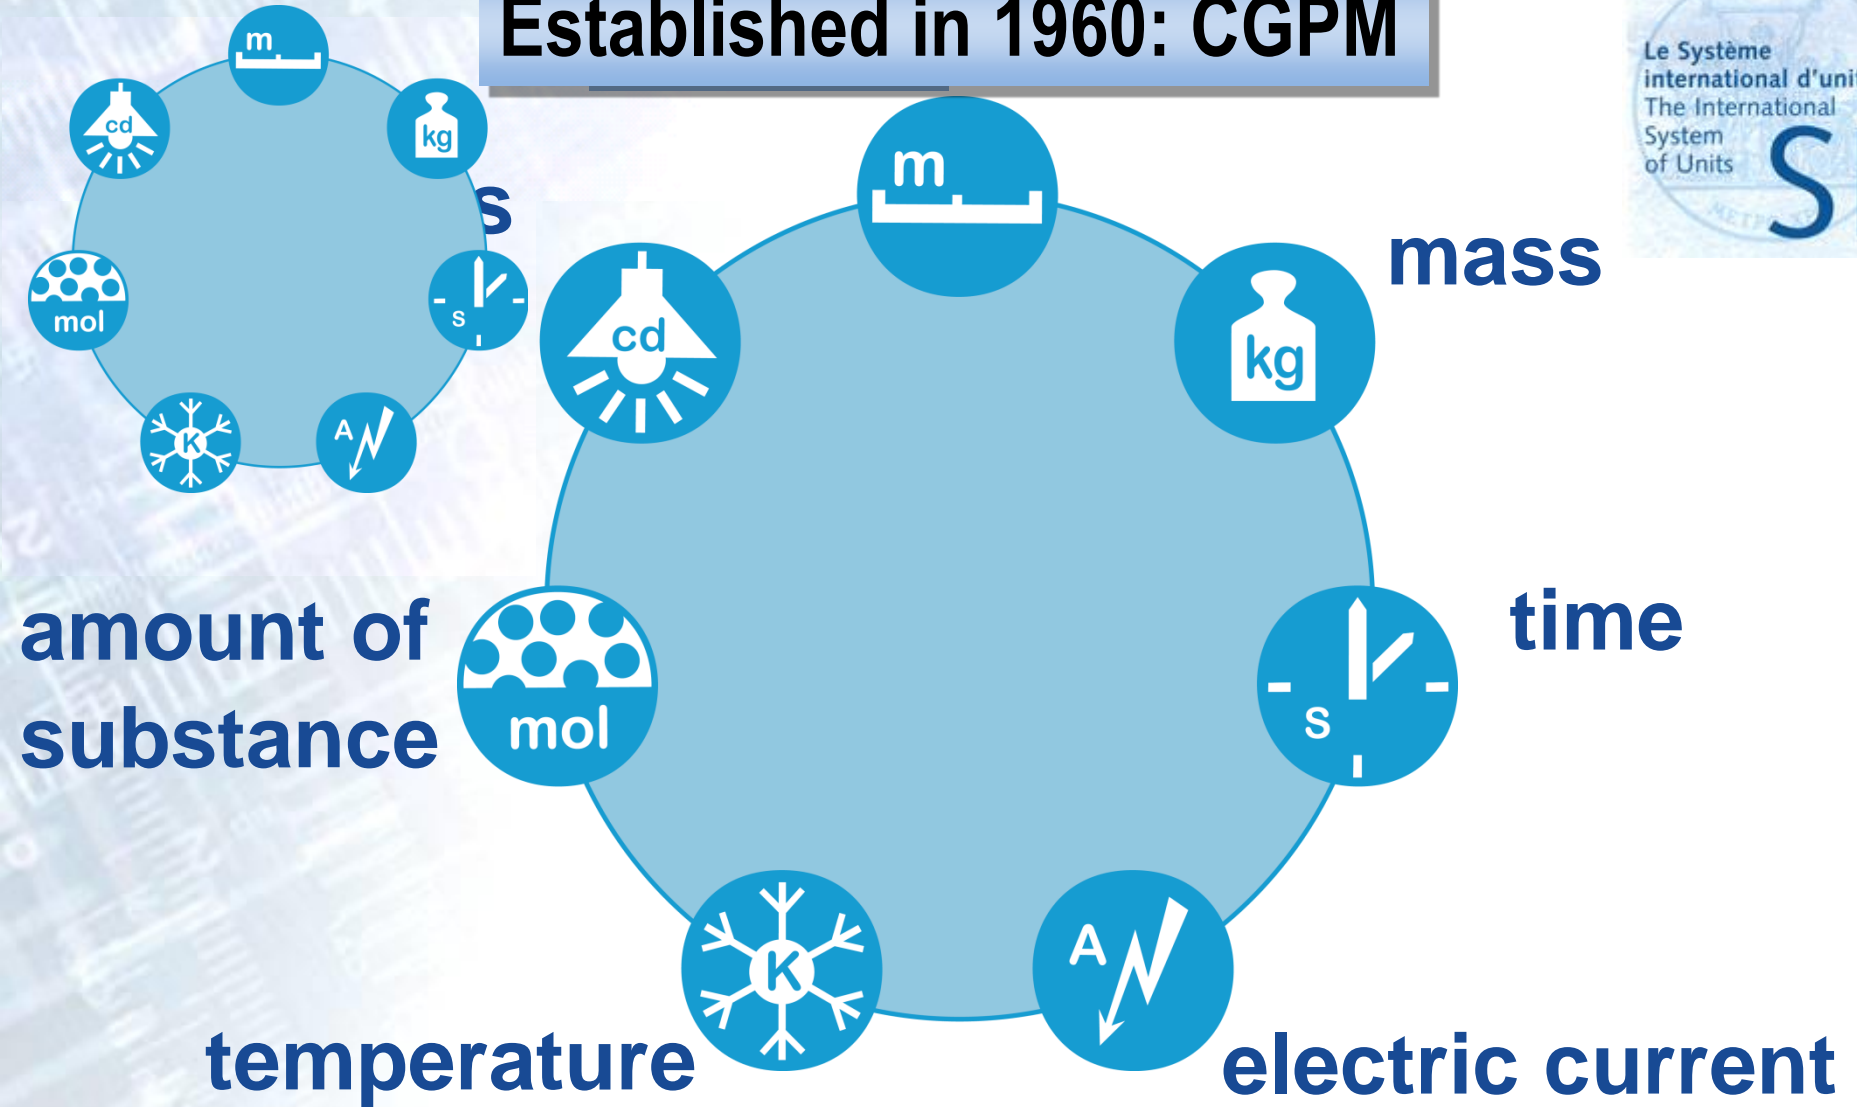 Established in 1960: CGPM
Le Système
international d'unit
The International
System
of Units
S
m
cd
kg
s
mol
s
K
A
m
mass
cd
kg
amount of
substance
mol
time
s
K
A
temperature
electric current